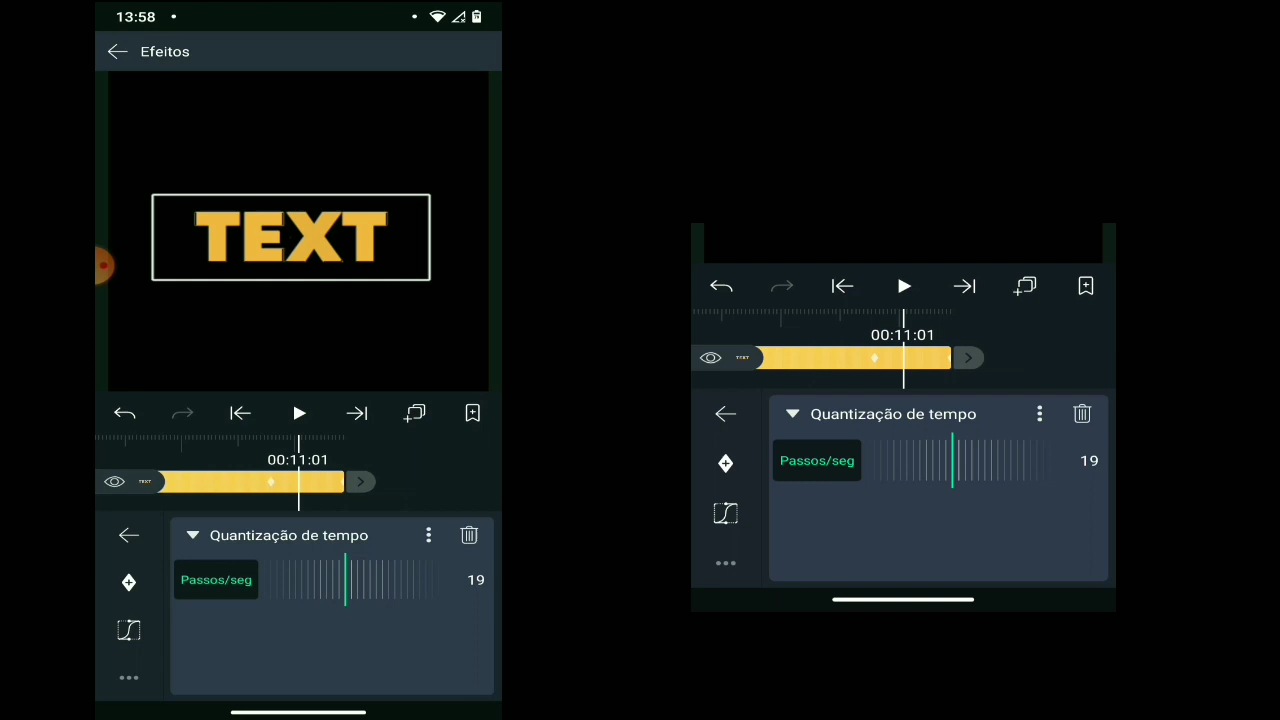 13:58
Efeitos
TEXT
00:11:01
TEXT
Quantização de tempo
Passos/seg
19
00:11:01
TEXT
Quantização de tempo
Passos/seg
19